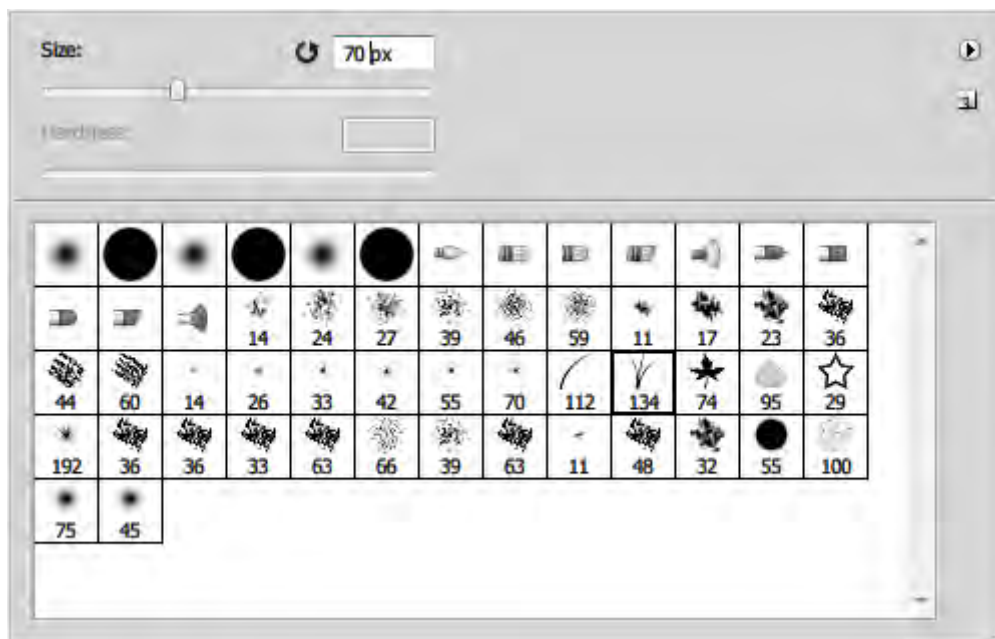 Size:
70 px
Hardness:
14 24 27 39 46 59 11 17 23 36
44 60 14 26 33 42 55 70 112 134 74 95 29
192 36 36 33 63 66 39 63 11 48 32 55 100
75 45